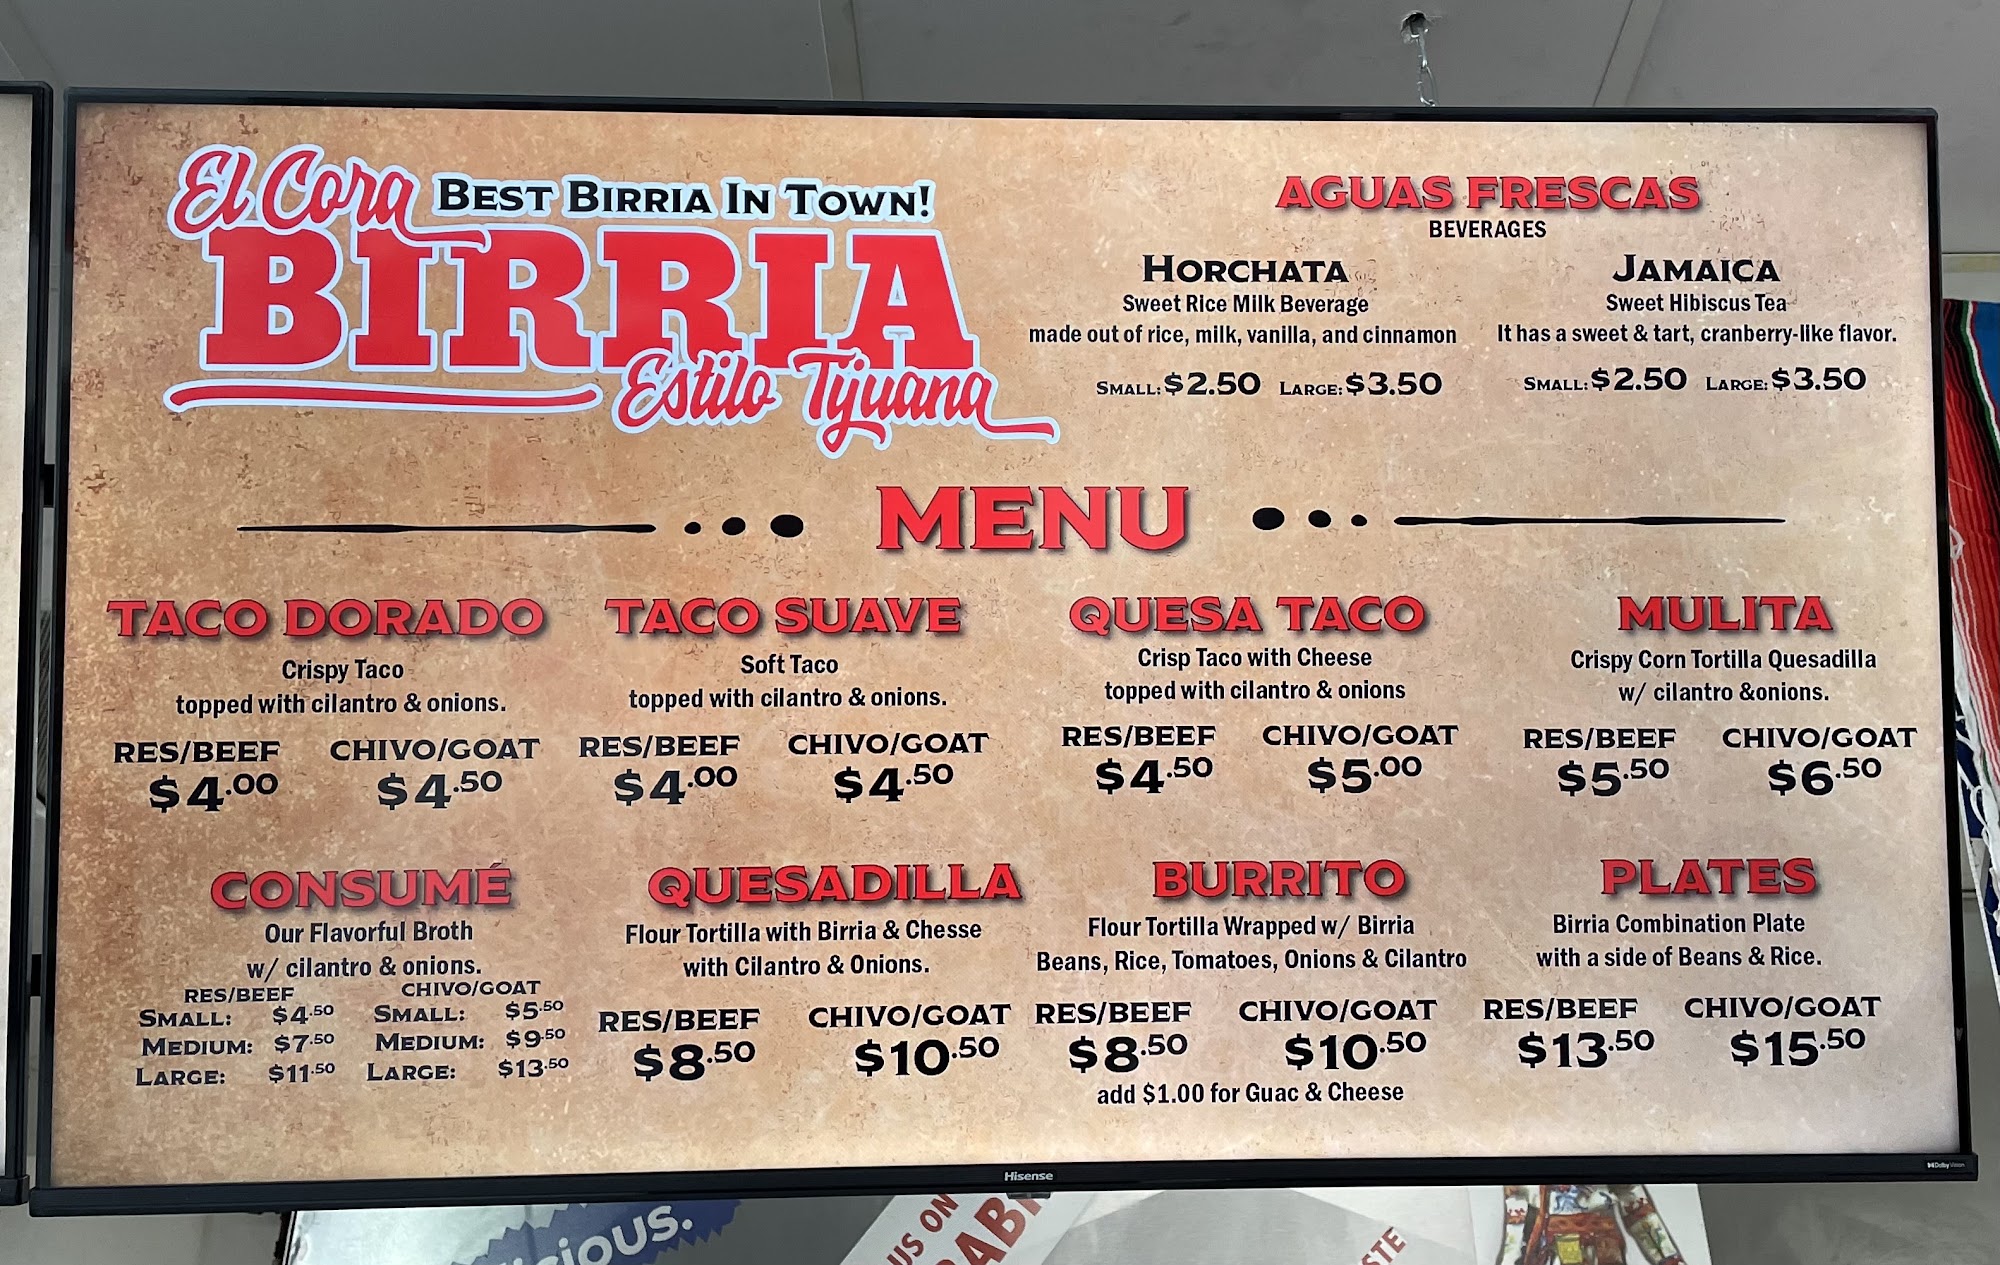 El Cora BEST BIRRIA IN TOWN!
BIRRIA
Estilo Tijuana
AGUAS FRESCAS
BEVERAGES
HORCHATA
Sweet Rice Milk Beverage
made out of rice, milk, vanilla, and cinnamon
SMALL: $2.50 LARGE: $3.50
JAMAICA
Sweet Hibiscus Tea
It has a sweet & tart, cranberry-like flavor.
SMALL: $2.50 LARGE: $3.50
MENU
TACO DORADO
Crispy Taco
topped with cilantro & onions.
RES/BEEF CHIVO/GOAT
$4.00 $4.50
TACO SUAVE
Soft Taco
topped with cilantro & onions.
RES/BEEF CHIVO/GOAT
$4.00 $4.50
QUESA TACO
Crisp Taco with Cheese
topped with cilantro & onions
RES/BEEF CHIVO/GOAT
$4.50 $5.00
MULITA
Crispy Corn Tortilla Quesadilla
w/ cilantro &onions.
RES/BEEF CHIVO/GOAT
$5.50 $6.50
CONSUMÉ
Our Flavorful Broth
w/ cilantro & onions.
RES/BEEF CHIVO/GOAT
SMALL: $4.50 SMALL: $5.50
MEDIUM: $7.50 MEDIUM: $9.50
LARGE: $11.50 LARGE: $13.50
QUESADILLA
Flour Tortilla with Birria & Chesse
with Cilantro & Onions.
RES/BEEF CHIVO/GOAT
$8.50 $10.50
BURRITO
Flour Tortilla Wrapped w/ Birria
Beans, Rice, Tomatoes, Onions & Cilantro
RES/BEEF CHIVO/GOAT
$8.50 $10.50
add $1.00 for Guac & Cheese
PLATES
Birria Combination Plate
with a side of Beans & Rice.
RES/BEEF CHIVO/GOAT
$13.50 $15.50
Hisense
Dolby Vision
US ON